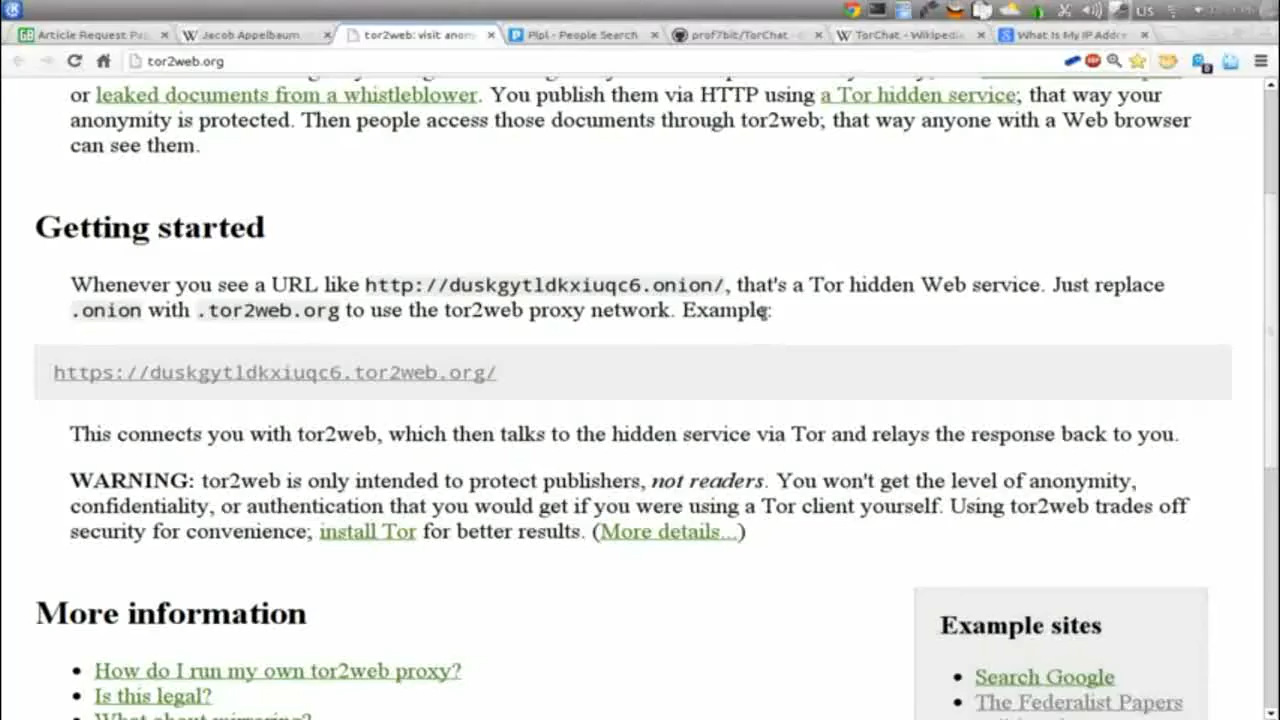 Article Request Pa
Jacob Appelbaum
tor2web: visit anon
Pipl - People Search
prof7bit/TorChat
TorChat - Wikipedia
What Is My IP Addre
US
tor2web.org
or leaked documents from a whistleblower. You publish them via HTTP using a Tor hidden service; that way your
anonymity is protected. Then people access those documents through tor2web; that way anyone with a Web browser
can see them.
Getting started
Whenever you see a URL like http://duskgytldkxiuqc6.onion/, that's a Tor hidden Web service. Just replace
.onion with .tor2web.org to use the tor2web proxy network. Example:
https://duskgytldkxiuqc6.tor2web.org/
This connects you with tor2web, which then talks to the hidden service via Tor and relays the response back to you.
WARNING: tor2web is only intended to protect publishers, not readers. You won't get the level of anonymity,
confidentiality, or authentication that you would get if you were using a Tor client yourself. Using tor2web trades off
security for convenience; install Tor for better results. (More details...)
More information
How do I run my own tor2web proxy?
Is this legal?
What about mirroring?
Example sites
Search Google
The Federalist Papers